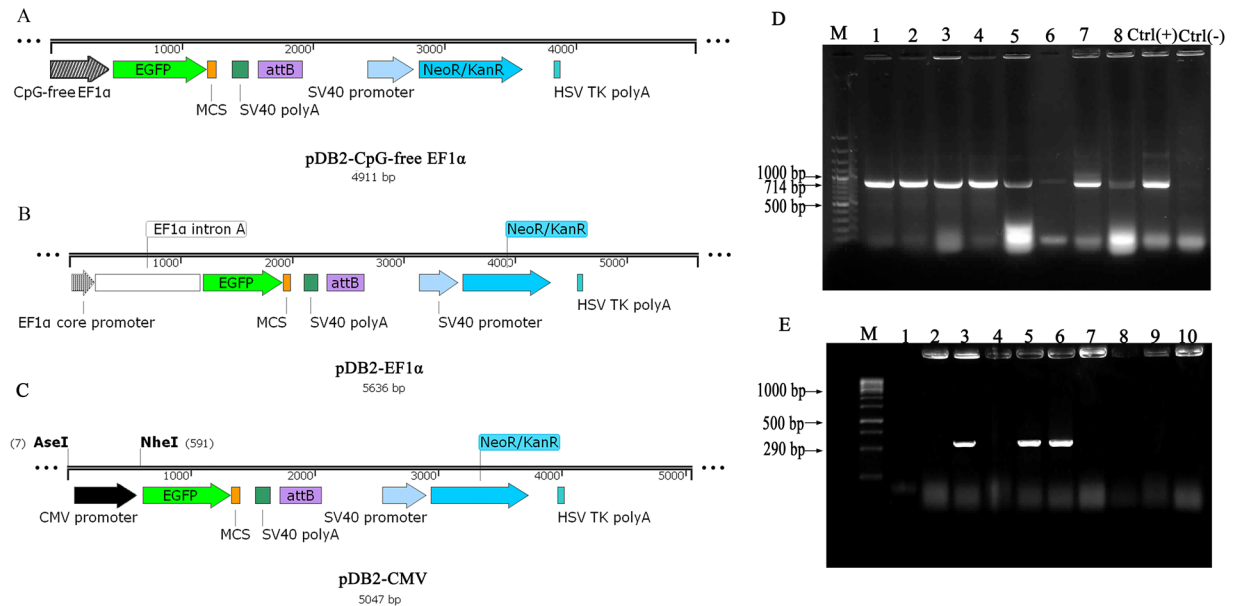 A
1000 2000 3000 4000
EGFP attB NeoR/KanR
CpG-free EF1α SV40 promoter HSV TK polyA
MCS SV40 polyA
pDB2-CpG-free EF1α
4911 bp
B
EF1α intron A NeoR/KanR
1000 2000 3000 4000 5000
EGFP attB
HSV TK polyA
EF1α core promoter MCS SV40 polyA SV40 promoter
pDB2-EF1α
5636 bp
C
(7) AseI NheI (591) NeoR/KanR
1000 2000 3000 4000 5000
EGFP attB
CMV promoter SV40 promoter HSV TK polyA
MCS SV40 polyA
pDB2-CMV
5047 bp
D
M 1 2 3 4 5 6 7 8 Ctrl(+) Ctrl(-)
1000 bp
714 bp
500 bp
E
M 1 2 3 4 5 6 7 8 9 10
1000 bp
500 bp
290 bp